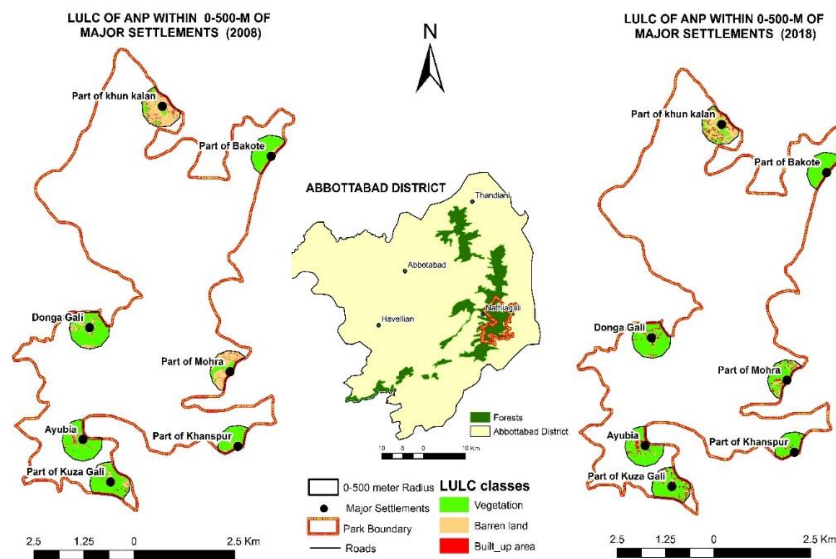 LULC OF ANP WITHIN 0-500-M OF
MAJOR SETTLEMENTS (2008)
Part of khun kalan
Part of Bakote
Donga Gali
Part of Mohra
Ayubia
Part of Khanspur
Part of Kuza Gali
2.5 1.25 0 2.5 Km
N
ABBOTTABAD DISTRICT
Thandiani
Abbotabad
Nathiagali
Havellian
Forests
Abbottabad District
10 5 0 10 Km
0-500 meter Radius
Major Settlements
Park Boundary
Roads
LULC classes
Vegetation
Barren land
Built_up area
LULC OF ANP WITHIN 0-500-M OF
MAJOR SETTLEMENTS (2018)
Part of khun kalan
Part of Bakote
Donga Gali
Part of Mohra
Ayubia
Part of Khanspur
Part of Kuza Gali
2.5 1.25 0 2.5 Km